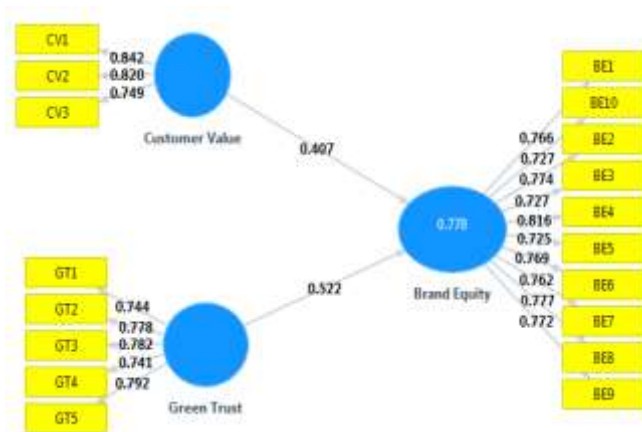 CV1
CV2
CV3
0.842
0.820
0.749
Customer Value
0.407
GT1
GT2
GT3
GT4
GT5
0.744
0.778
0.782
0.741
0.792
Green Trust
0.522
0.778
Brand Equity
0.766
0.727
0.774
0.727
0.816
0.725
0.769
0.762
0.777
0.772
BE1
BE10
BE2
BE3
BE4
BE5
BE6
BE7
BE8
BE9